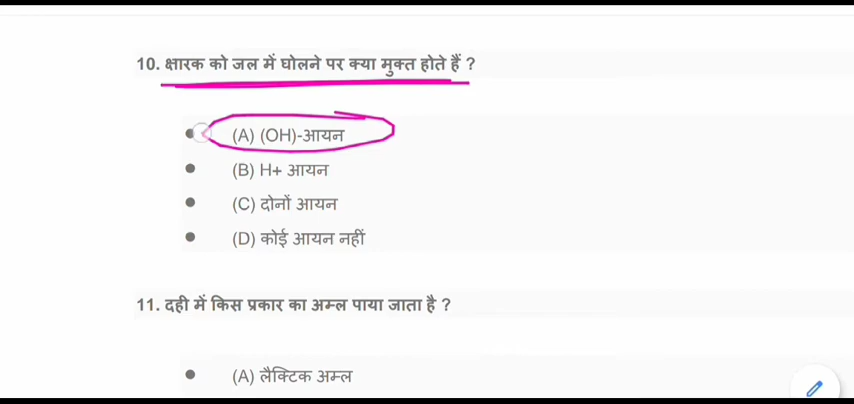 10. क्षारक को जल में घोलने पर क्या मुक्त होते हैं ?
(A) (OH)-आयन
(B) H+ आयन
(C) दोनों आयन
(D) कोई आयन नहीं
11. दही में किस प्रकार का अम्ल पाया जाता है ?
(A) लैक्टिक अम्ल